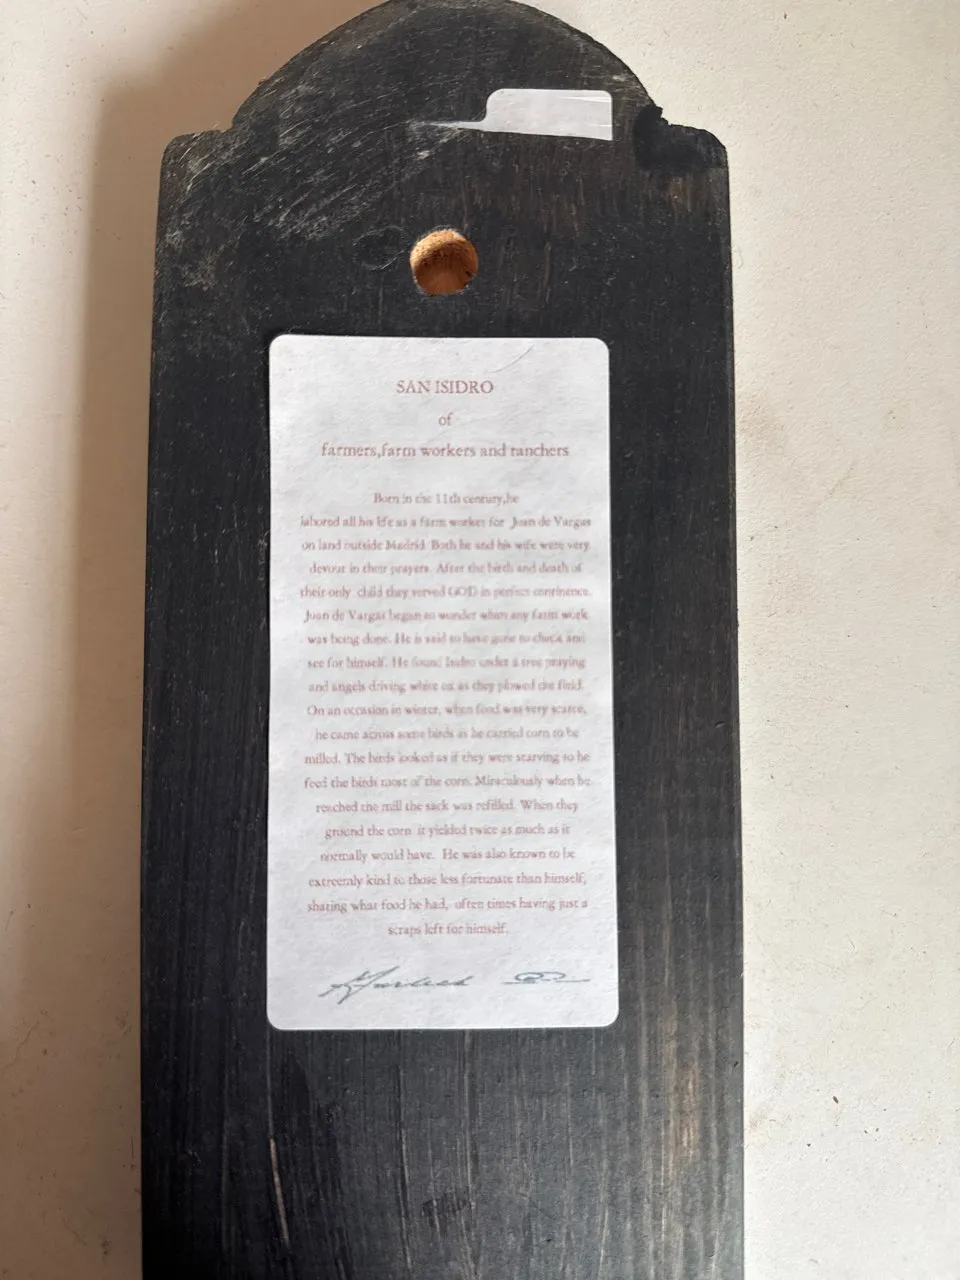 SAN ISIDRO
of
farmers,farm workers and ranchers
Born in the 11th century,he
labored all his life as a farm worker for Juan de Vargas
on land outside Madrid. Both he and his wife were very
devout in their prayers. After the birth and death of
their only child they served GOD in perfect continence.
Juan de Vargas began to wonder when any farm work
was being done. He is said to have gone to check and
see for himself. He found Isidro under a tree praying
and angels driving white ox as they plowed the field.
On an occasion in winter, when food was very scarce,
he came across some birds as he carried corn to be
milled. The birds looked as if they were starving so he
feed the birds most of the corn. Miraculously when he
reached the mill the sack was refilled. When they
ground the corn it yielded twice as much as it
normally would have. He was also known to be
extreemly kind to those less fortunate than himself,
sharing what food he had, often times having just a
scraps left for himself.